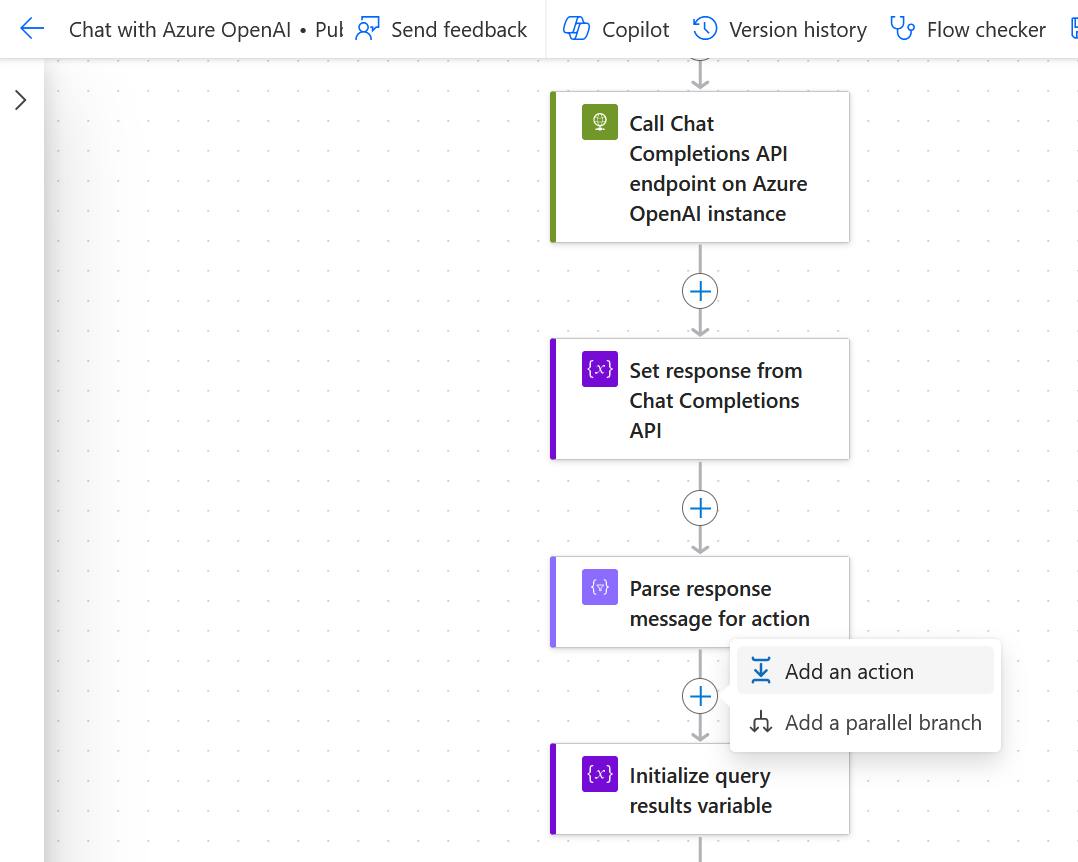 Chat with Azure OpenAI • Pub
Send feedback
Copilot
Version history
Flow checker
Call Chat
Completions API
endpoint on Azure
OpenAI instance
{x}
Set response from
Chat Completions
API
Parse response
message for action
Add an action
Add a parallel branch
{x}
Initialize query
results variable